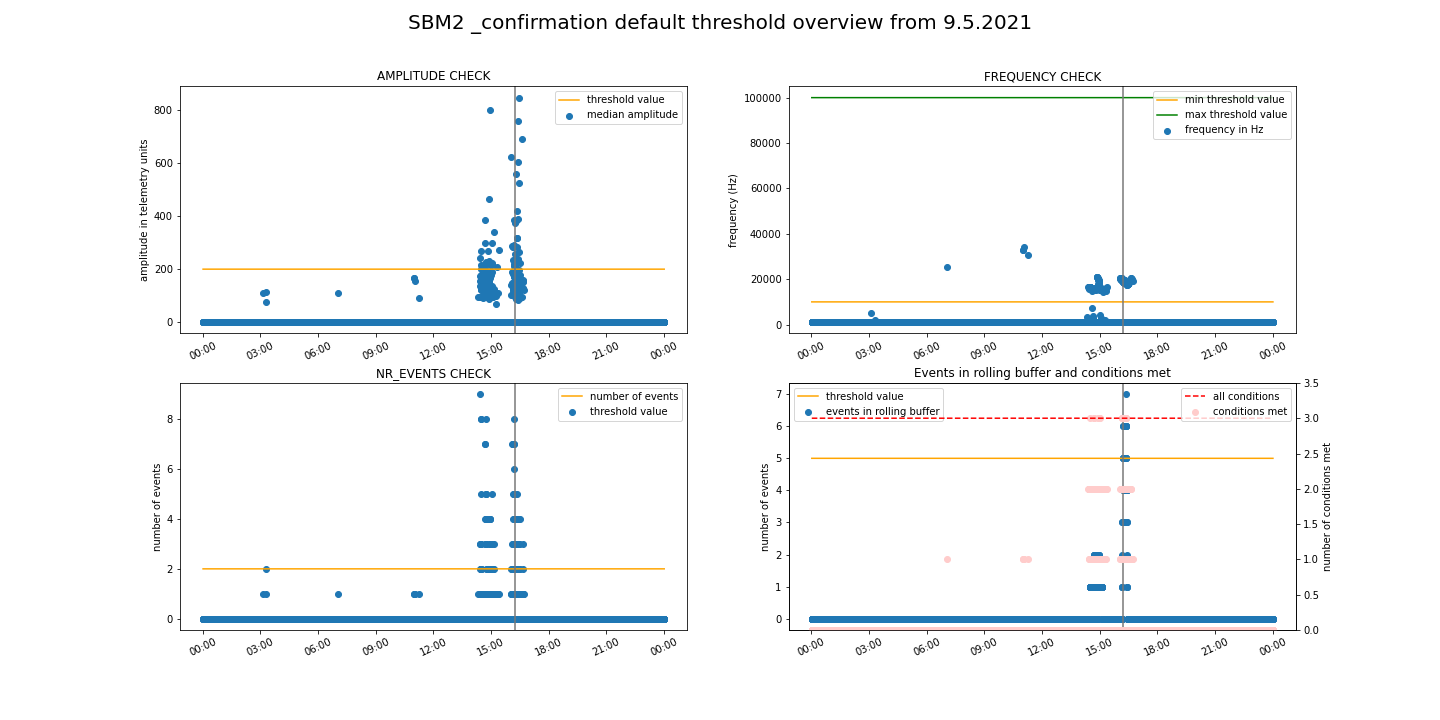 SBM2 _confirmation default threshold overview from 9.5.2021
AMPLITUDE CHECK
amplitude in telemetry units
800
600
400
200
0
threshold value
median amplitude
00:00 03:00 06:00 09:00 12:00 15:00 18:00 21:00 00:00
FREQUENCY CHECK
frequency (Hz)
100000
80000
60000
40000
20000
0
min threshold value
max threshold value
frequency in Hz
00:00 03:00 06:00 09:00 12:00 15:00 18:00 21:00 00:00
NR_EVENTS CHECK
number of events
8
6
4
2
0
number of events
threshold value
00:00 03:00 06:00 09:00 12:00 15:00 18:00 21:00 00:00
Events in rolling buffer and conditions met
number of events
7
6
5
4
3
2
1
0
threshold value
events in rolling buffer
all conditions
conditions met
3.5
3.0
2.5
2.0
1.5
1.0
0.5
0.0
number of conditions met
00:00 03:00 06:00 09:00 12:00 15:00 18:00 21:00 00:00